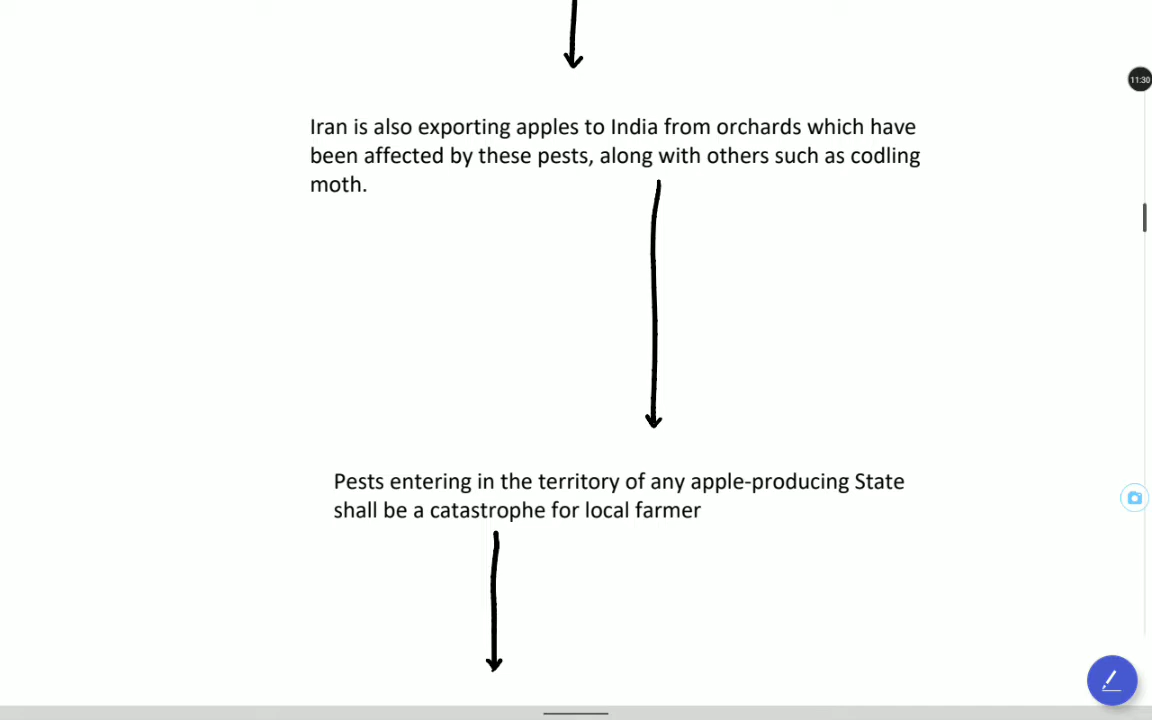 11:30
Iran is also exporting apples to India from orchards which have
been affected by these pests, along with others such as codling
moth.
Pests entering in the territory of any apple-producing State
shall be a catastrophe for local farmer